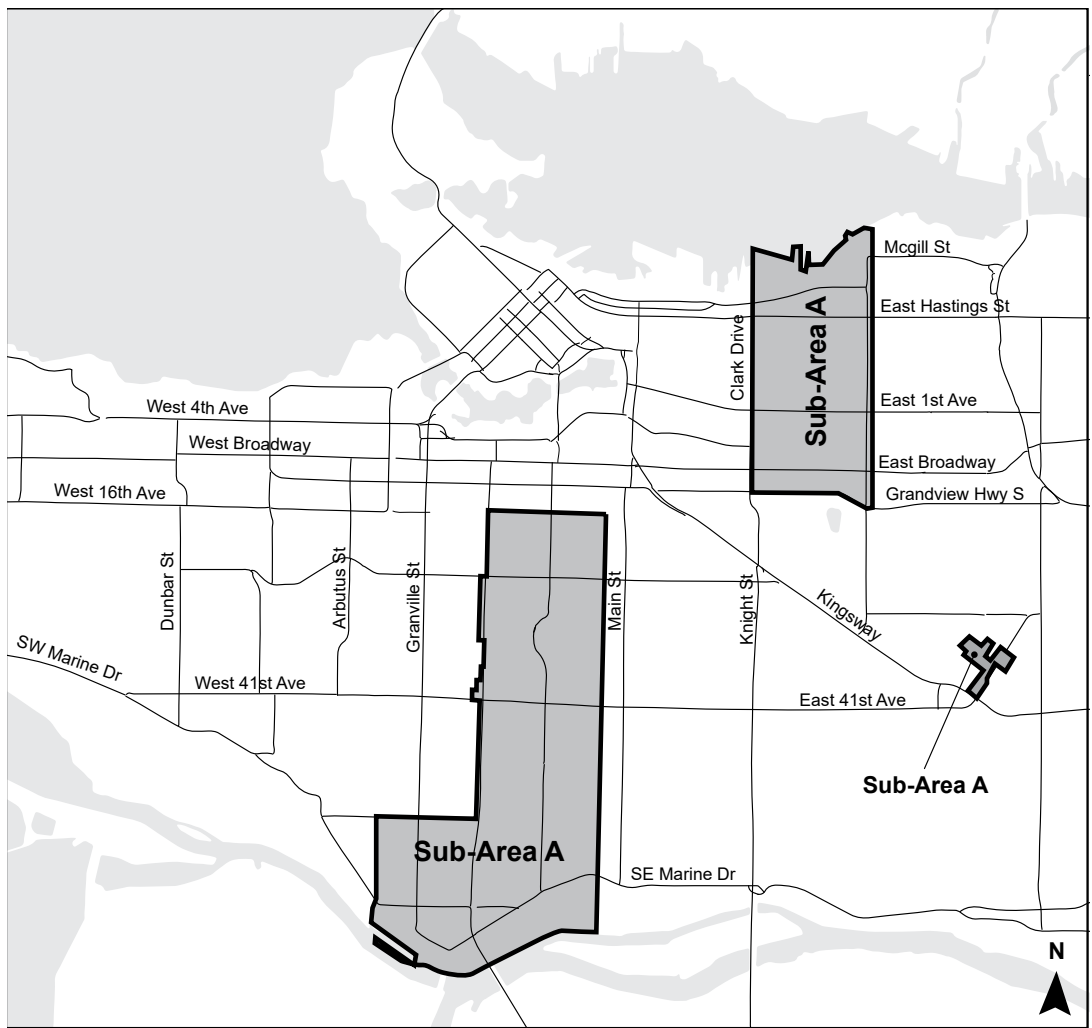 Mcgill St
East Hastings St
Clark Drive
Sub-Area A
East 1st Ave
West 4th Ave
West Broadway
East Broadway
West 16th Ave
Grandview Hwy S
Dunbar St
Arbutus St
Granville St
Main St
Knight St
Kingsway
SW Marine Dr
West 41st Ave
East 41st Ave
Sub-Area A
Sub-Area A
SE Marine Dr
N